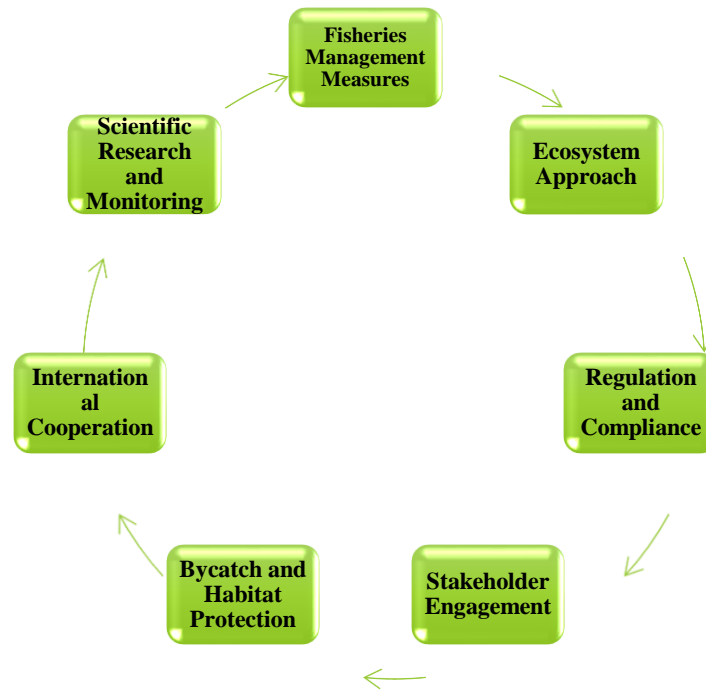 Fisheries
Management
Measures
Ecosystem
Approach
Regulation
and
Compliance
Stakeholder
Engagement
Bycatch and
Habitat
Protection
Internation
al
Cooperation
Scientific
Research
and
Monitoring